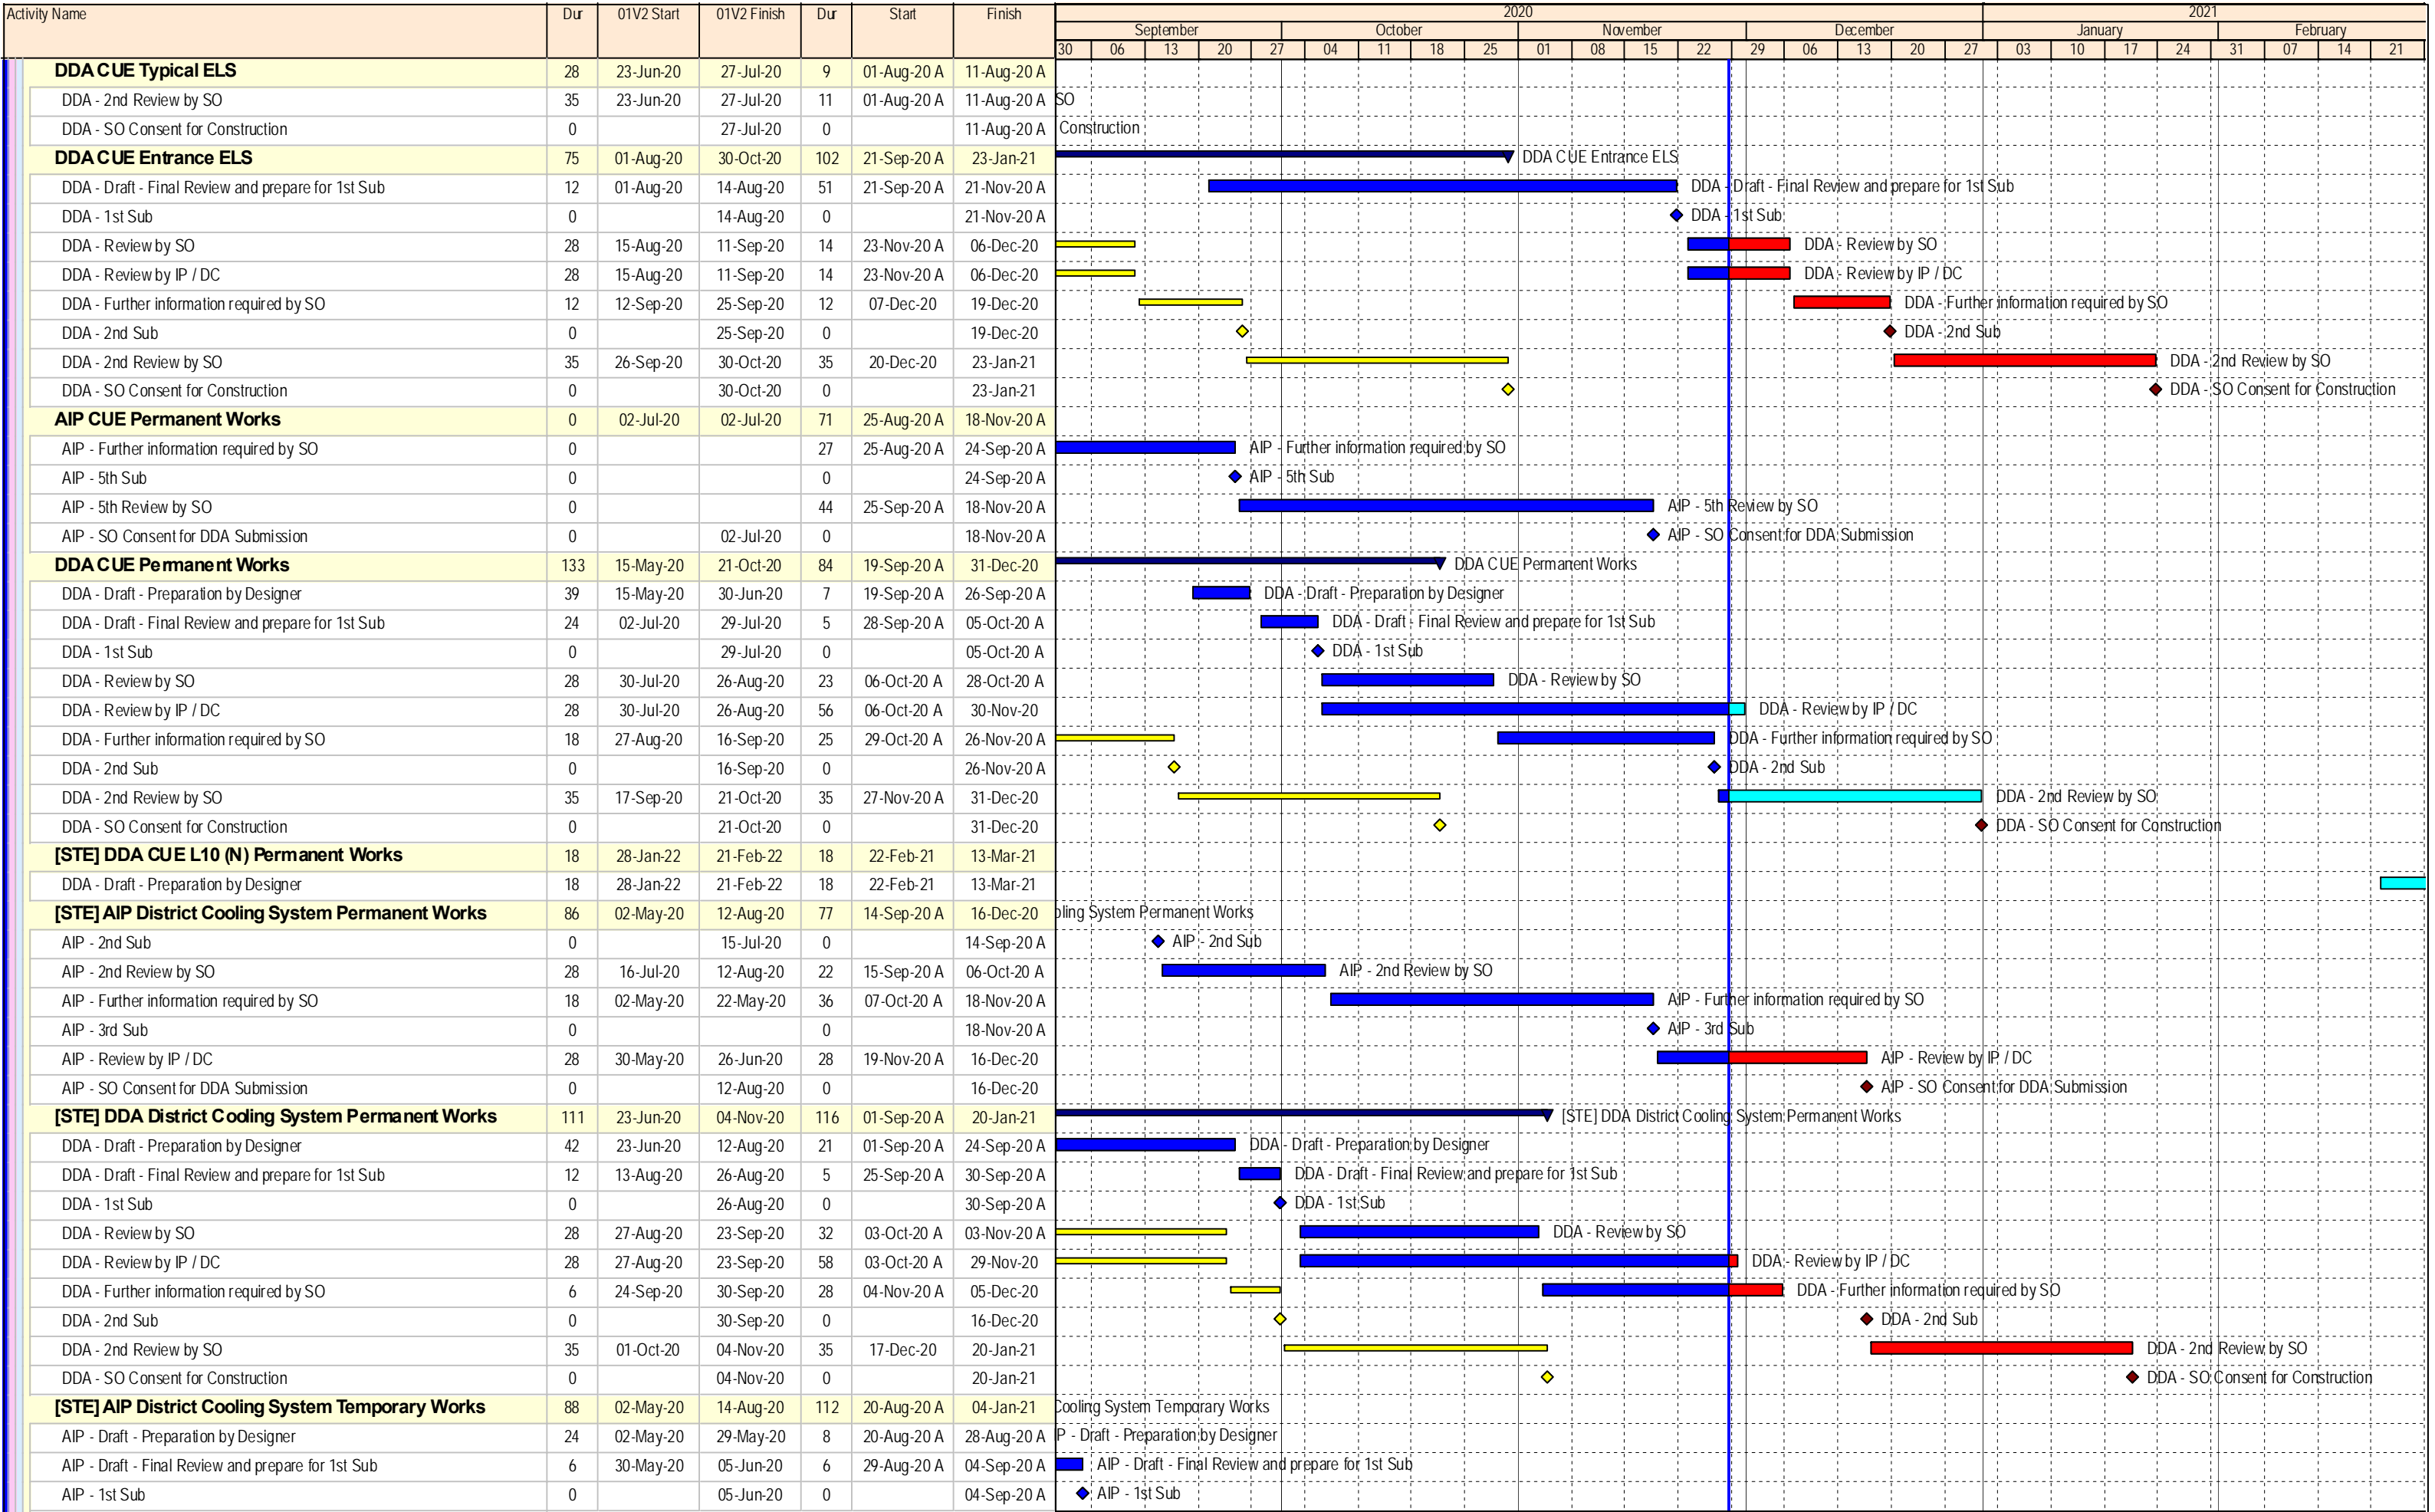 Activity Name Dur 01V2 Start 01V2 Finish Dur Start Finish 2020 2021
September October November December January February
30 06 13 20 27 04 11 18 25 01 08 15 22 29 06 13 20 27 03 10 17 24 31 07 14 21
DDA CUE Typical ELS 28 23-Jun-20 27-Jul-20 9 01-Aug-20 A 11-Aug-20 A
DDA - 2nd Review by SO 35 23-Jun-20 27-Jul-20 11 01-Aug-20 A 11-Aug-20 A SO
DDA - SO Consent for Construction 0 27-Jul-20 0 11-Aug-20 A Construction
DDA CUE Entrance ELS 75 01-Aug-20 30-Oct-20 102 21-Sep-20 A 23-Jan-21 DDA CUE Entrance ELS
DDA - Draft - Final Review and prepare for 1st Sub 12 01-Aug-20 14-Aug-20 51 21-Sep-20 A 21-Nov-20 A DDA - Draft - Final Review and prepare for 1st Sub
DDA - 1st Sub 0 14-Aug-20 0 21-Nov-20 A DDA - 1st Sub
DDA - Review by SO 28 15-Aug-20 11-Sep-20 14 23-Nov-20 A 06-Dec-20 DDA - Review by SO
DDA - Review by IP / DC 28 15-Aug-20 11-Sep-20 14 23-Nov-20 A 06-Dec-20 DDA - Review by IP / DC
DDA - Further information required by SO 12 12-Sep-20 25-Sep-20 12 07-Dec-20 19-Dec-20 DDA - Further information required by SO
DDA - 2nd Sub 0 25-Sep-20 0 19-Dec-20 DDA - 2nd Sub
DDA - 2nd Review by SO 35 26-Sep-20 30-Oct-20 35 20-Dec-20 23-Jan-21 DDA - 2nd Review by SO
DDA - SO Consent for Construction 0 30-Oct-20 0 23-Jan-21 DDA - SO Consent for Construction
AIP CUE Permanent Works 0 02-Jul-20 02-Jul-20 71 25-Aug-20 A 18-Nov-20 A
AIP - Further information required by SO 0 27 25-Aug-20 A 24-Sep-20 A AIP - Further information required by SO
AIP - 5th Sub 0 0 24-Sep-20 A AIP - 5th Sub
AIP - 5th Review by SO 0 44 25-Sep-20 A 18-Nov-20 A AIP - 5th Review by SO
AIP - SO Consent for DDA Submission 0 02-Jul-20 0 18-Nov-20 A AIP - SO Consent for DDA Submission
DDA CUE Permanent Works 133 15-May-20 21-Oct-20 84 19-Sep-20 A 31-Dec-20 DDA CUE Permanent Works
DDA - Draft - Preparation by Designer 39 15-May-20 30-Jun-20 7 19-Sep-20 A 26-Sep-20 A DDA - Draft - Preparation by Designer
DDA - Draft - Final Review and prepare for 1st Sub 24 02-Jul-20 29-Jul-20 5 28-Sep-20 A 05-Oct-20 A DDA - Draft - Final Review and prepare for 1st Sub
DDA - 1st Sub 0 29-Jul-20 0 05-Oct-20 A DDA - 1st Sub
DDA - Review by SO 28 30-Jul-20 26-Aug-20 23 06-Oct-20 A 28-Oct-20 A DDA - Review by SO
DDA - Review by IP / DC 28 30-Jul-20 26-Aug-20 56 06-Oct-20 A 30-Nov-20 DDA - Review by IP / DC
DDA - Further information required by SO 18 27-Aug-20 16-Sep-20 25 29-Oct-20 A 26-Nov-20 A DDA - Further information required by SO
DDA - 2nd Sub 0 16-Sep-20 0 26-Nov-20 A DDA - 2nd Sub
DDA - 2nd Review by SO 35 17-Sep-20 21-Oct-20 35 27-Nov-20 A 31-Dec-20 DDA - 2nd Review by SO
DDA - SO Consent for Construction 0 21-Oct-20 0 31-Dec-20 DDA - SO Consent for Construction
[STE] DDA CUE L10 (N) Permanent Works 18 28-Jan-22 21-Feb-22 18 22-Feb-21 13-Mar-21
DDA - Draft - Preparation by Designer 18 28-Jan-22 21-Feb-22 18 22-Feb-21 13-Mar-21
[STE] AIP District Cooling System Permanent Works 86 02-May-20 12-Aug-20 77 14-Sep-20 A 16-Dec-20 oling System Permanent Works
AIP - 2nd Sub 0 15-Jul-20 0 14-Sep-20 A AIP - 2nd Sub
AIP - 2nd Review by SO 28 16-Jul-20 12-Aug-20 22 15-Sep-20 A 06-Oct-20 A AIP - 2nd Review by SO
AIP - Further information required by SO 18 02-May-20 22-May-20 36 07-Oct-20 A 18-Nov-20 A AIP - Further information required by SO
AIP - 3rd Sub 0 0 18-Nov-20 A AIP - 3rd Sub
AIP - Review by IP / DC 28 30-May-20 26-Jun-20 28 19-Nov-20 A 16-Dec-20 AIP - Review by IP / DC
AIP - SO Consent for DDA Submission 0 12-Aug-20 0 16-Dec-20 AIP - SO Consent for DDA Submission
[STE] DDA District Cooling System Permanent Works 111 23-Jun-20 04-Nov-20 116 01-Sep-20 A 20-Jan-21 [STE] DDA District Cooling System Permanent Works
DDA - Draft - Preparation by Designer 42 23-Jun-20 12-Aug-20 21 01-Sep-20 A 24-Sep-20 A DDA - Draft - Preparation by Designer
DDA - Draft - Final Review and prepare for 1st Sub 12 13-Aug-20 26-Aug-20 5 25-Sep-20 A 30-Sep-20 A DDA - Draft - Final Review and prepare for 1st Sub
DDA - 1st Sub 0 26-Aug-20 0 30-Sep-20 A DDA - 1st Sub
DDA - Review by SO 28 27-Aug-20 23-Sep-20 32 03-Oct-20 A 03-Nov-20 A DDA - Review by SO
DDA - Review by IP / DC 28 27-Aug-20 23-Sep-20 58 03-Oct-20 A 29-Nov-20 DDA - Review by IP / DC
DDA - Further information required by SO 6 24-Sep-20 30-Sep-20 28 04-Nov-20 A 05-Dec-20 DDA - Further information required by SO
DDA - 2nd Sub 0 30-Sep-20 0 16-Dec-20 DDA - 2nd Sub
DDA - 2nd Review by SO 35 01-Oct-20 04-Nov-20 35 17-Dec-20 20-Jan-21 DDA - 2nd Review by SO
DDA - SO Consent for Construction 0 04-Nov-20 0 20-Jan-21 DDA - SO Consent for Construction
[STE] AIP District Cooling System Temporary Works 88 02-May-20 14-Aug-20 112 20-Aug-20 A 04-Jan-21 Cooling System Temporary Works
AIP - Draft - Preparation by Designer 24 02-May-20 29-May-20 8 20-Aug-20 A 28-Aug-20 A P - Draft - Preparation by Designer
AIP - Draft - Final Review and prepare for 1st Sub 6 30-May-20 05-Jun-20 6 29-Aug-20 A 04-Sep-20 A AIP - Draft - Final Review and prepare for 1st Sub
AIP - 1st Sub 0 05-Jun-20 0 04-Sep-20 A AIP - 1st Sub